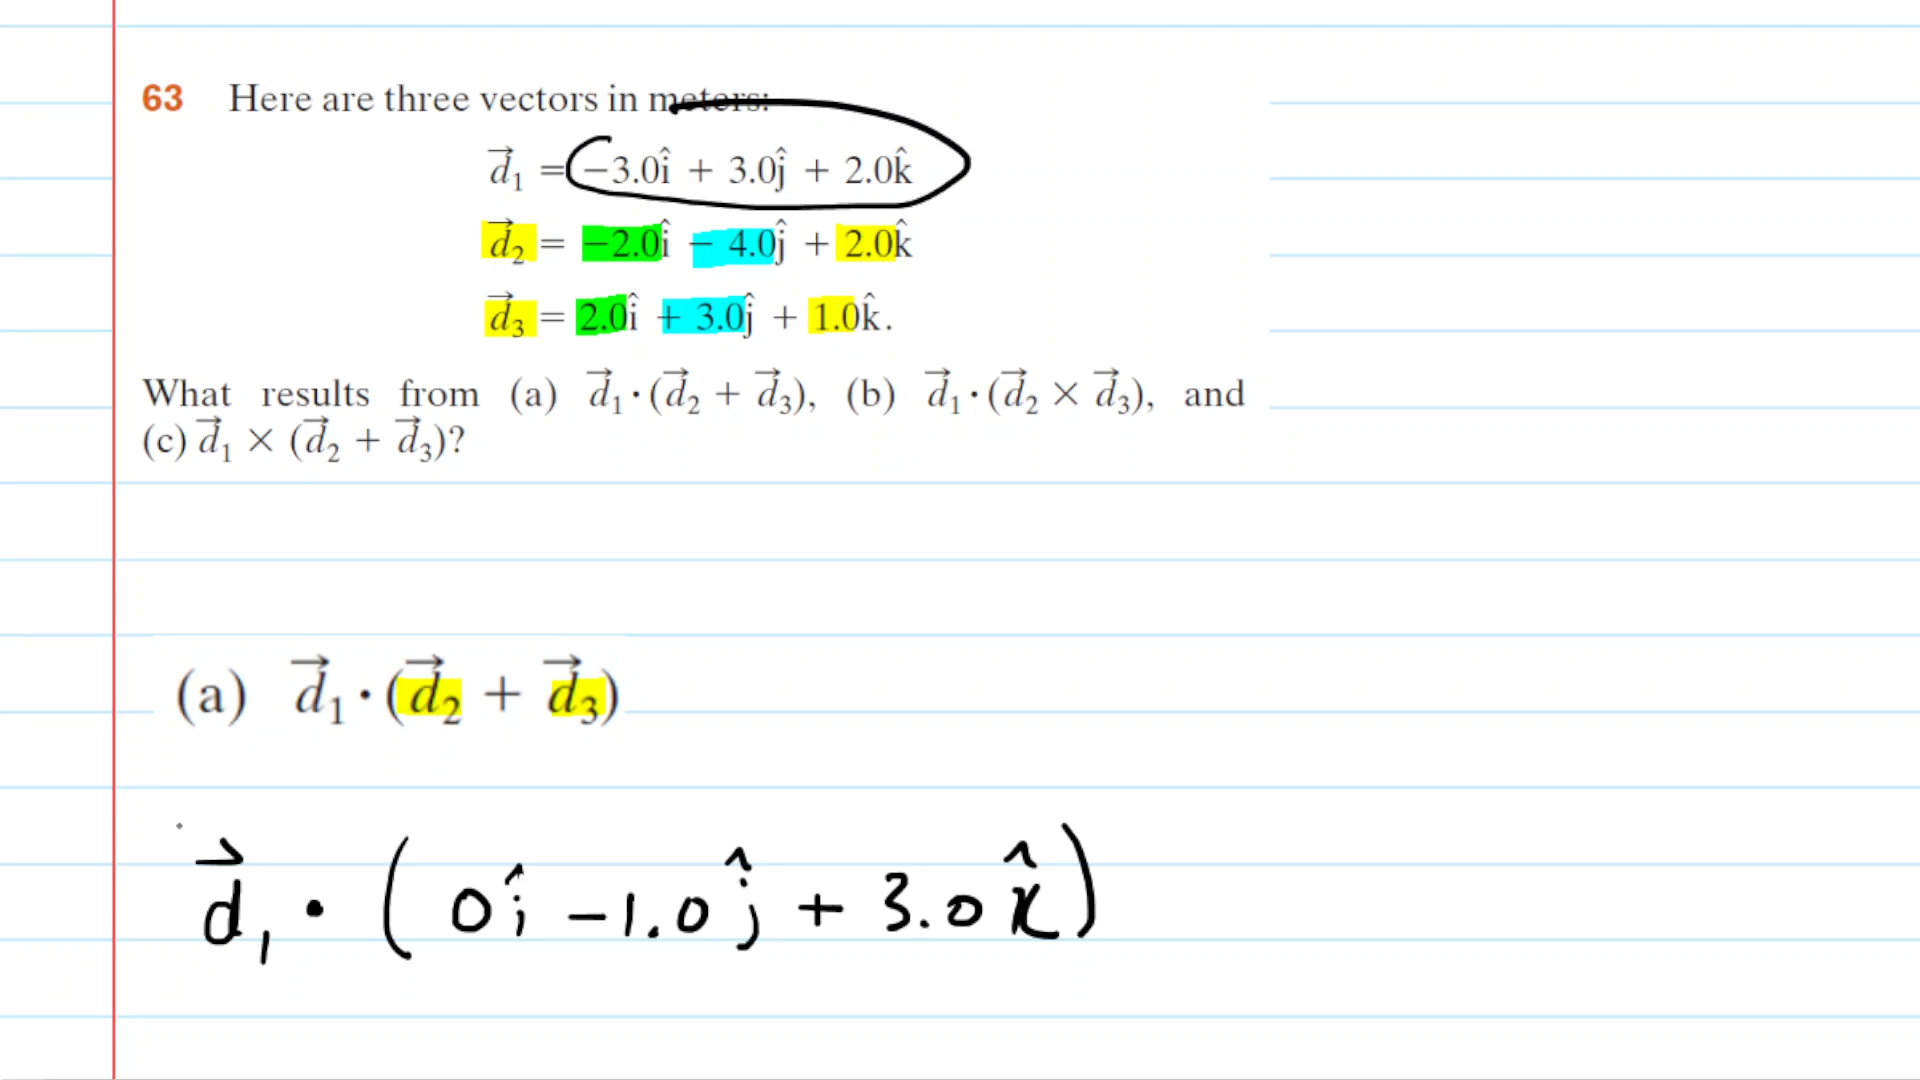 63 Here are three vectors in meters:
d⃗₁ = −3.0î + 3.0ĵ + 2.0k̂
d⃗₂ = −2.0î − 4.0ĵ + 2.0k̂
d⃗₃ = 2.0î + 3.0ĵ + 1.0k̂.
What results from (a) d⃗₁ · (d⃗₂ + d⃗₃), (b) d⃗₁ · (d⃗₂ × d⃗₃), and
(c) d⃗₁ × (d⃗₂ + d⃗₃)?
(a) d⃗₁ · (d⃗₂ + d⃗₃)
d⃗₁ · ( 0î − 1.0ĵ + 3.0k̂ )